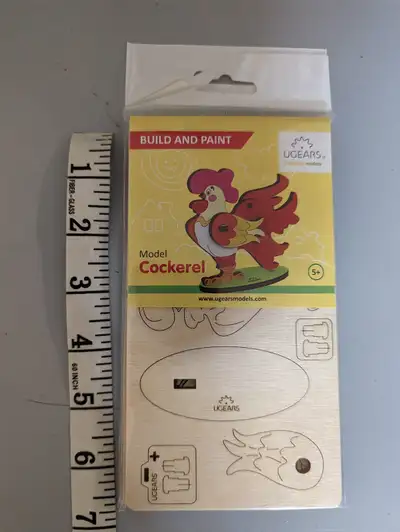 BUILD AND PAINT
UGEARS
Model
Cockerel
5+
www.ugearsmodels.com
UGEARS
UGEARS
1
FIBER-GLASS
2
3
4
60 INCH
5
6
7